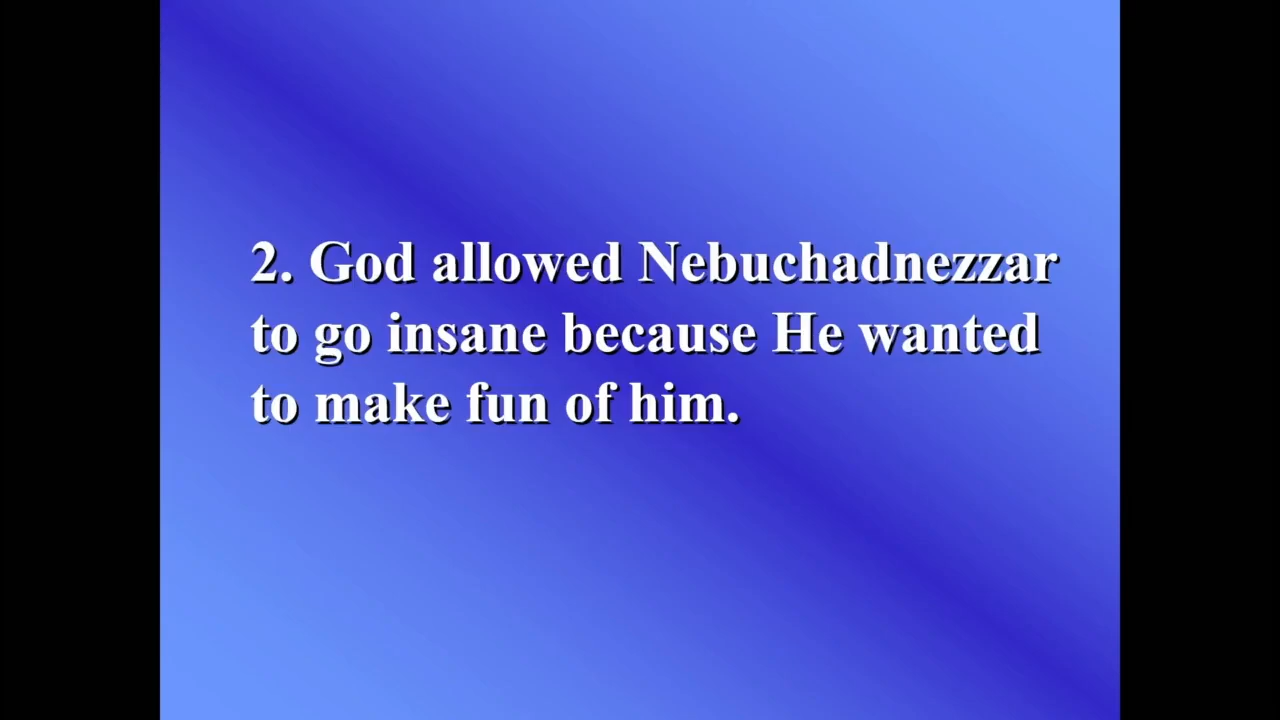 2. God allowed Nebuchadnezzar
to go insane because He wanted
to make fun of him.